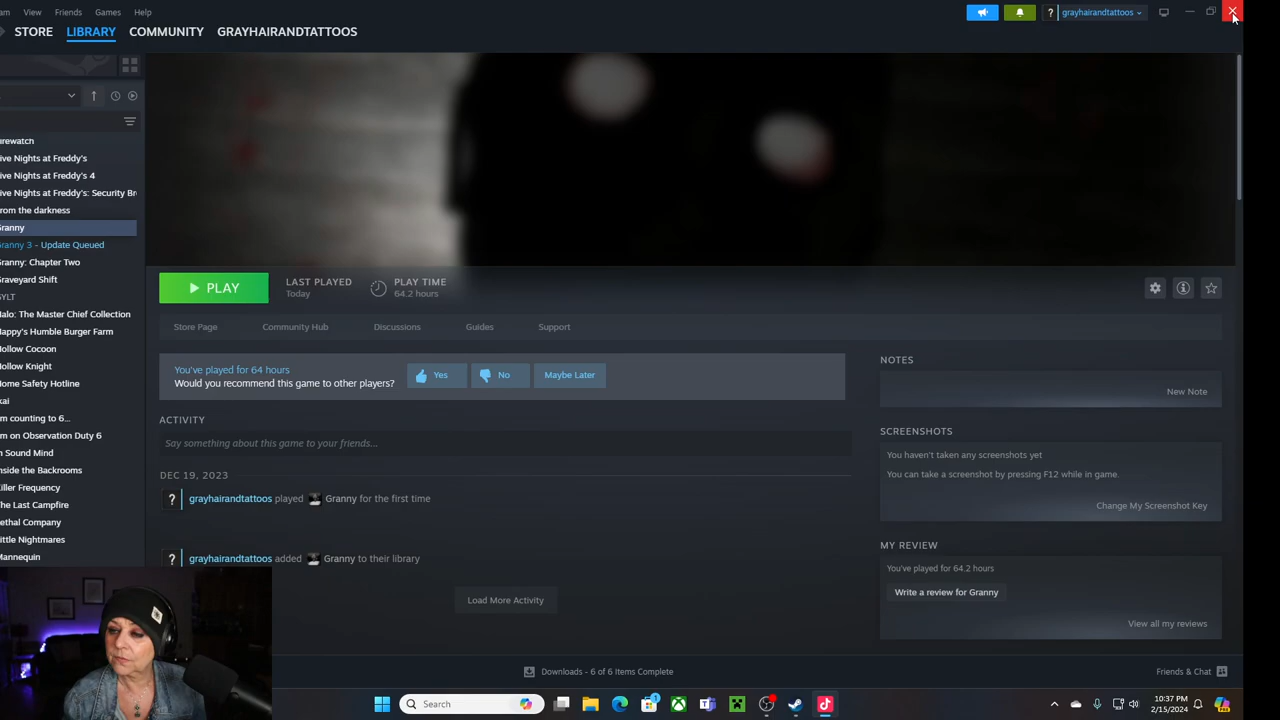 am View Friends Games Help
grayhairandtattoos
STORE LIBRARY COMMUNITY GRAYHAIRANDTATTOOS
irewatch
ive Nights at Freddy's
ive Nights at Freddy's 4
ive Nights at Freddy's: Security Br
rom the darkness
Granny
Granny 3 - Update Queued
Granny: Chapter Two
Graveyard Shift
GYLT
Halo: The Master Chief Collection
Happy's Humble Burger Farm
Hollow Cocoon
Hollow Knight
Home Safety Hotline
kai
m counting to 6...
m on Observation Duty 6
n Sound Mind
nside the Backrooms
Killer Frequency
The Last Campfire
Lethal Company
Little Nightmares
Mannequin
PLAY
LAST PLAYED
Today
PLAY TIME
64.2 hours
Store Page Community Hub Discussions Guides Support
You've played for 64 hours
Would you recommend this game to other players?
Yes No Maybe Later
ACTIVITY
Say something about this game to your friends...
DEC 19, 2023
? grayhairandtattoos played Granny for the first time
? grayhairandtattoos added Granny to their library
Load More Activity
NOTES
New Note
SCREENSHOTS
You haven't taken any screenshots yet
You can take a screenshot by pressing F12 while in game.
Change My Screenshot Key
MY REVIEW
You've played for 64.2 hours
Write a review for Granny
View all my reviews
Downloads - 6 of 6 Items Complete
Friends & Chat
Search
10:37 PM
2/15/2024